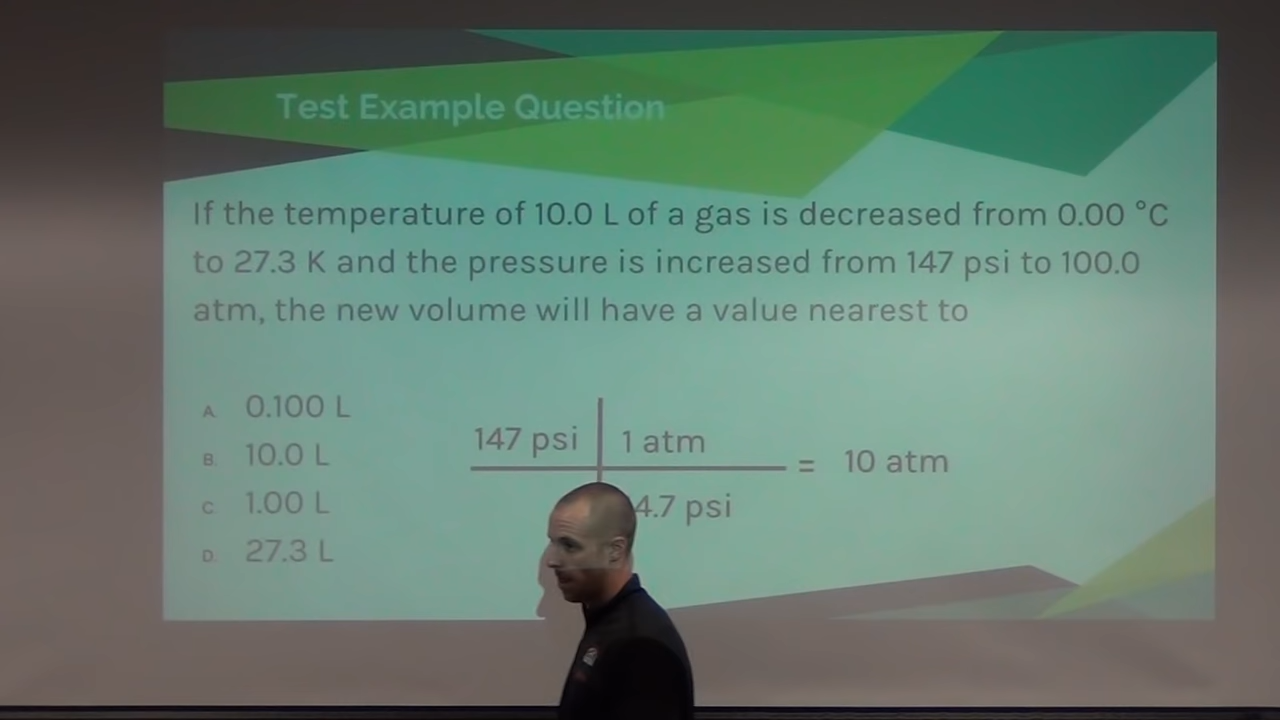 Test Example Question
If the temperature of 10.0 L of a gas is decreased from 0.00 °C
to 27.3 K and the pressure is increased from 147 psi to 100.0
atm, the new volume will have a value nearest to
A. 0.100 L
B. 10.0 L
C. 1.00 L
D. 27.3 L
147 psi 1 atm
= 10 atm
4.7 psi